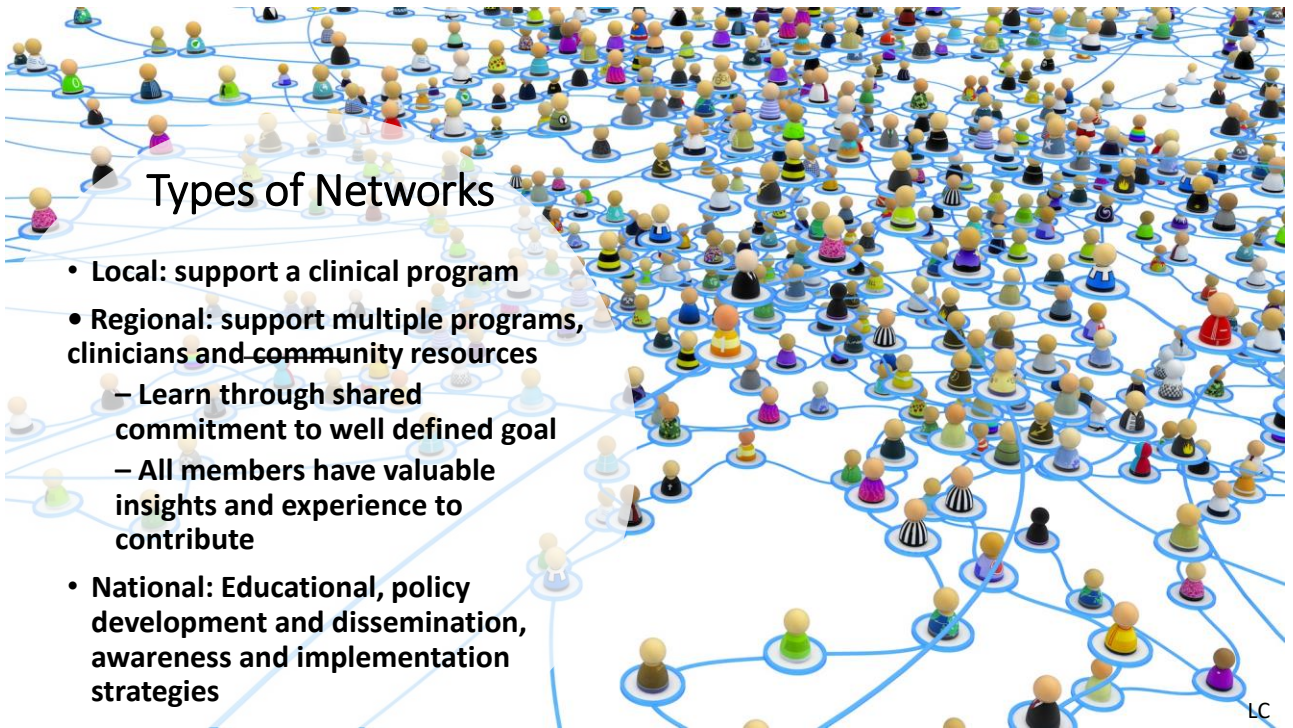 Types of Networks
• Local: support a clinical program
• Regional: support multiple programs,
clinicians and community resources
– Learn through shared
commitment to well defined goal
– All members have valuable
insights and experience to
contribute
• National: Educational, policy
development and dissemination,
awareness and implementation
strategies
LC